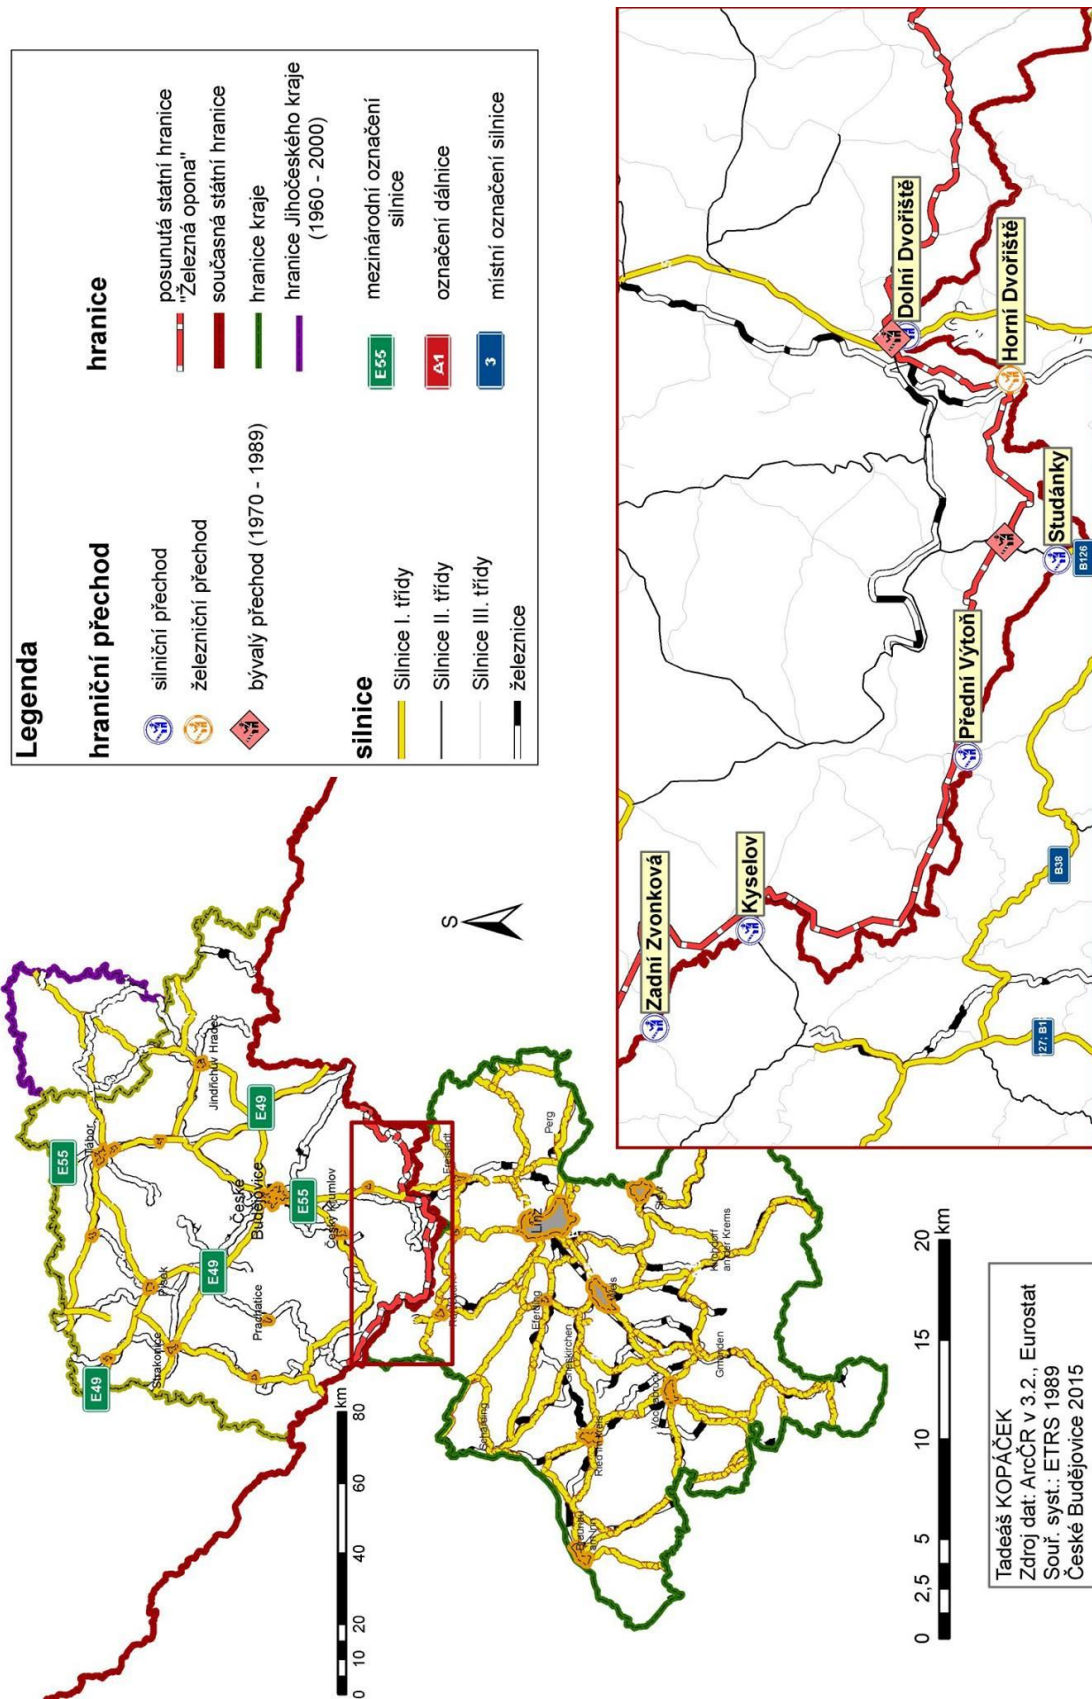 Legenda
hraniční přechod
silniční přechod
železniční přechod
bývalý přechod (1970 - 1989)
silnice
Silnice I. třídy
Silnice II. třídy
Silnice III. třídy
železnice
hranice
posunutá statní hranice
"Železná opona"
současná státní hranice
hranice kraje
hranice Jihočeského kraje
(1960 - 2000)
E55
mezinárodní označení
silnice
A1
označení dálnice
3
místní označení silnice
S
E49
E55
E49
E49
E55
Strakonice
Písek
Tábor
Prachatice
České
Budějovice
Jindřichův Hradec
Český Krumlov
Freistadt
Schärding
Eferding
Linz
Perg
Grieskirchen
Wels
Ried im Kreis
Vöcklabruck
Gmunden
an der Krems
0 10 20 40 60 80
km
Zadní Zvonková
Kyselov
Přední Výtoň
Studánky
Horní Dvořiště
Dolní Dvořiště
27; B1
B38
B126
0 2,5 5 10 15 20
km
Tadeáš KOPÁČEK
Zdroj dat: ArcČR v 3.2., Eurostat
Souř. syst.: ETRS 1989
České Budějovice 2015